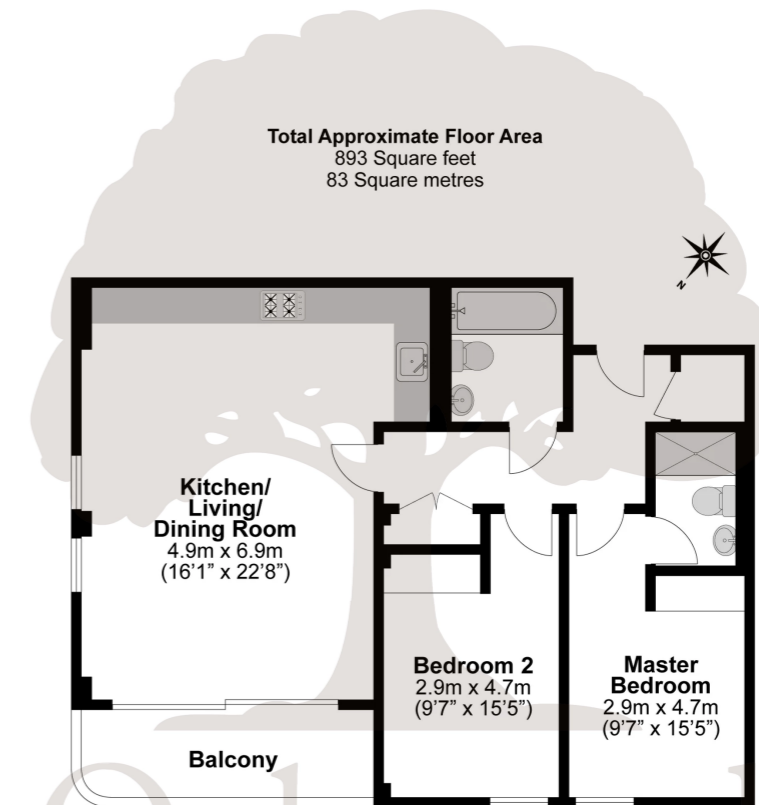 Total Approximate Floor Area
893 Square feet
83 Square metres
N
Kitchen/
Living/
Dining Room
4.9m x 6.9m
(16'1" x 22'8")
Bedroom 2
2.9m x 4.7m
(9'7" x 15'5")
Master
Bedroom
2.9m x 4.7m
(9'7" x 15'5")
Balcony